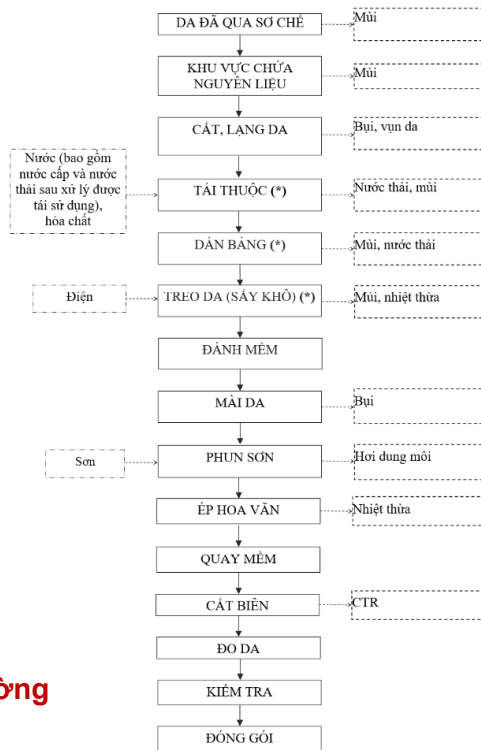 DA ĐÃ QUA SƠ CHẾ
Mùi
KHU VỰC CHỨA
NGUYÊN LIỆU
Mùi
CẮT, LẠNG DA
Bụi, vụn da
Nước (bao gồm
nước cấp và nước
thải sau xử lý được
tái sử dụng),
hóa chất
TÁI THUỘC (*)
Nước thải, mùi
DÁN BẢNG (*)
Mùi, nước thải
Điện
TREO DA (SẤY KHÔ) (*)
Mùi, nhiệt thừa
ĐÁNH MỀM
MÀI DA
Bụi
Sơn
PHUN SƠN
Hơi dung môi
ÉP HOA VĂN
Nhiệt thừa
QUAY MỀM
CẮT BIÊN
CTR
ĐO DA
ờng
KIỂM TRA
ĐÓNG GÓI